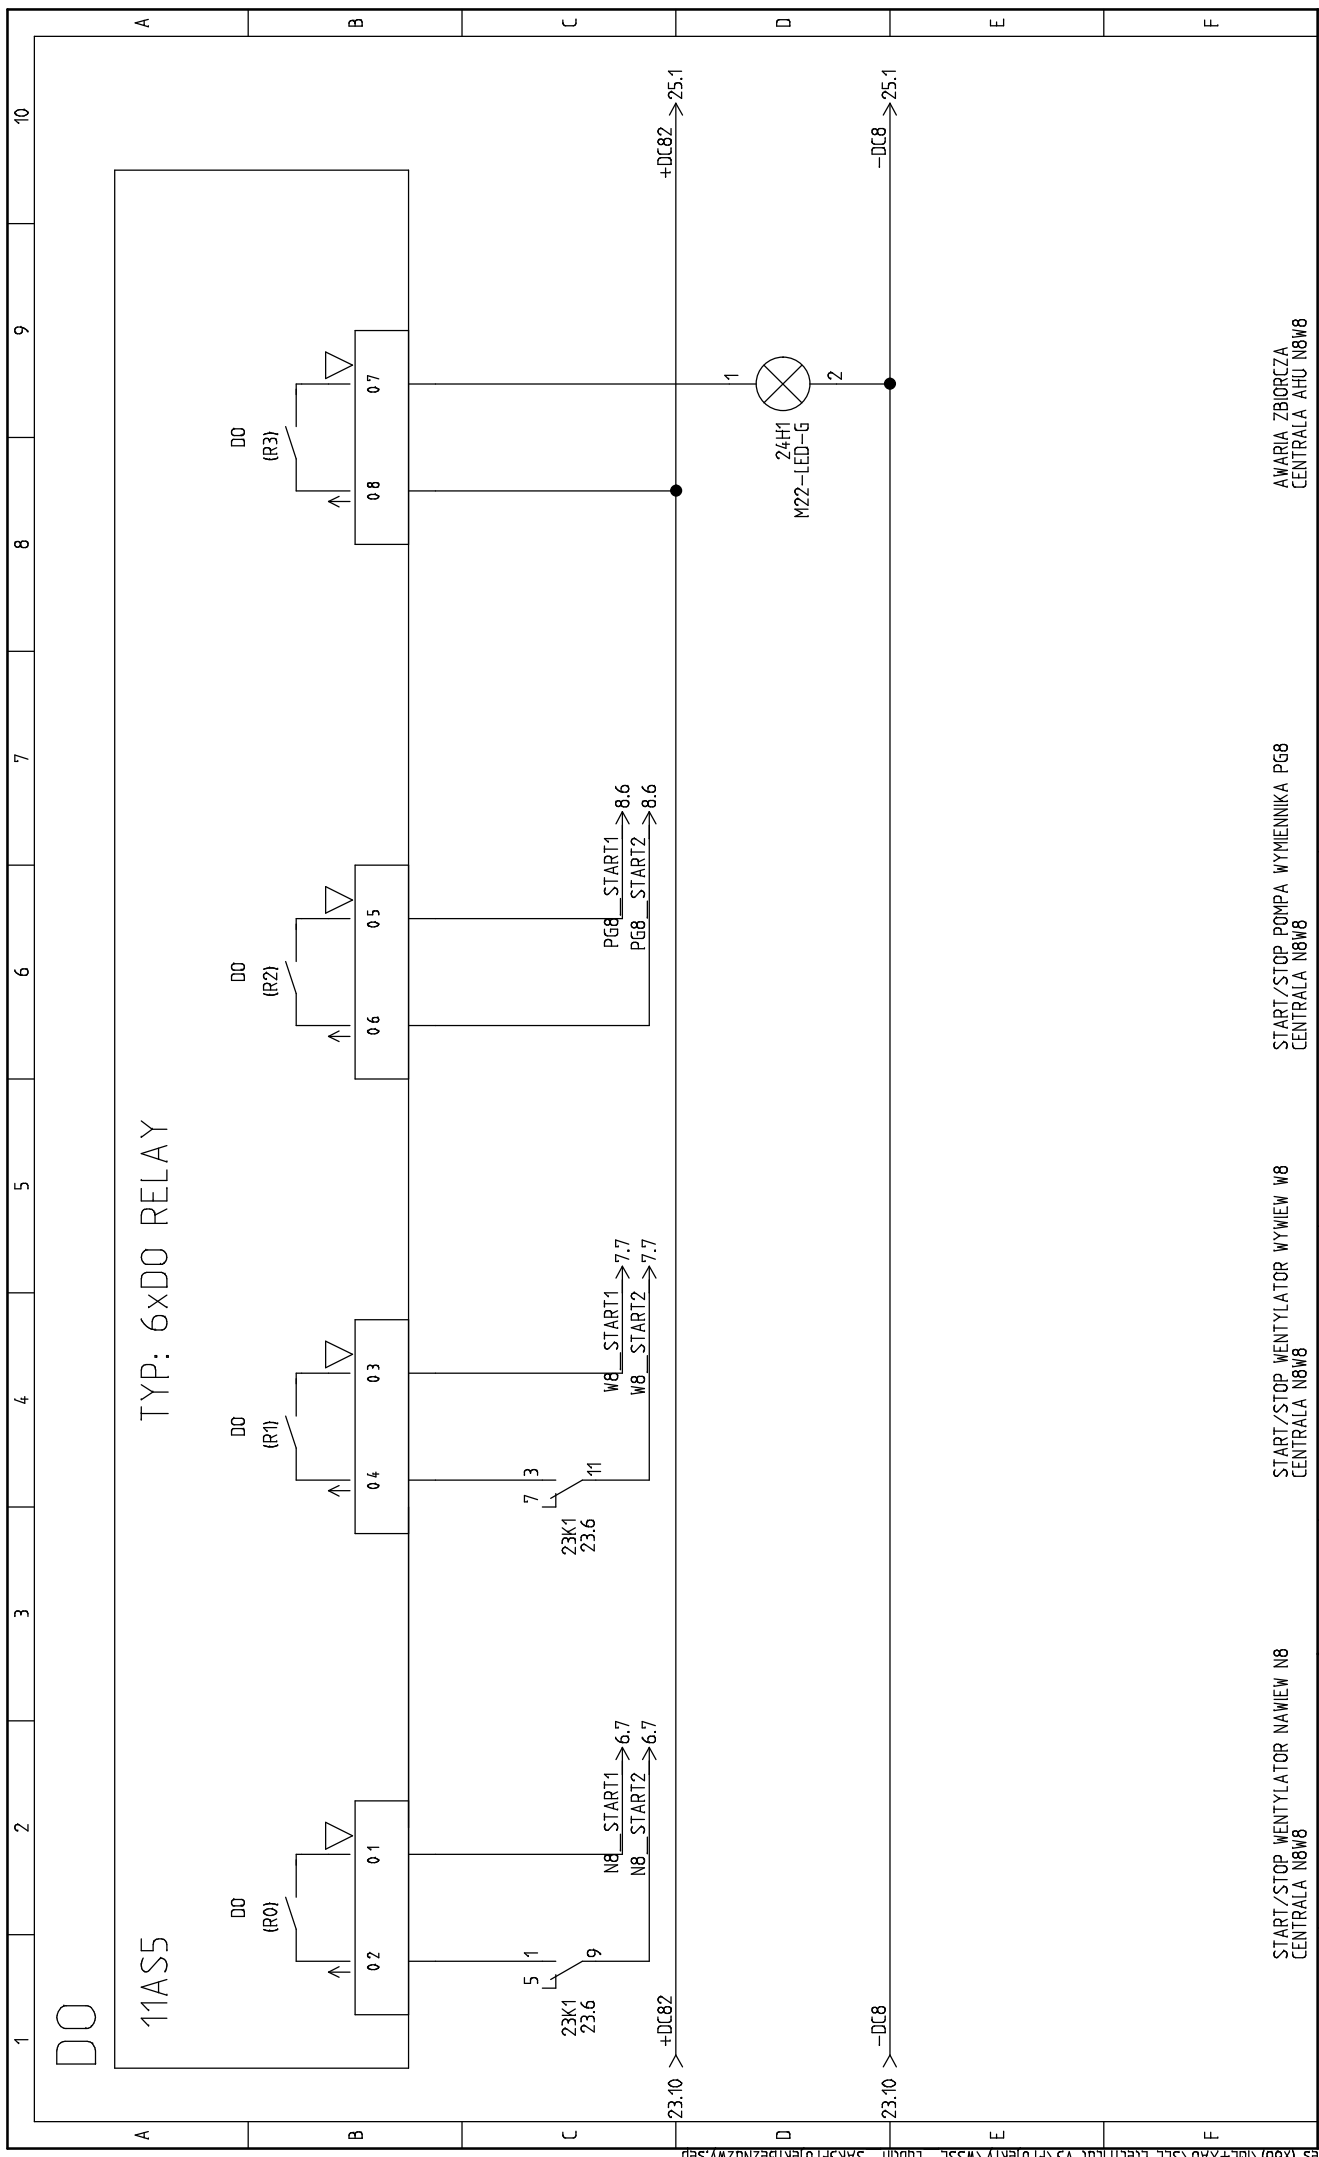 1 2 3 4 5 6 7 8 9 10
A A
B B
C C
D D
E E
F F
DO
11AS5
TYP: 6xDO RELAY
DO
(R0)
02 01
DO
(R1)
04 03
DO
(R2)
06 05
DO
(R3)
08 07
5 1
23K1
23.6
9
N8_START1 6.7
N8_START2 6.7
7 3
23K1
23.6
11
W8_START1 7.7
W8_START2 7.7
PG8_START1 8.6
PG8_START2 8.6
23.10 +DC82
+DC82 25.1
1
24H1
M22-LED-G
2
23.10 -DC8
-DC8 25.1
START/STOP WENTYLATOR NAWIEW N8
CENTRALA N8W8
START/STOP WENTYLATOR WYWIEW W8
CENTRALA N8W8
START/STOP POMPA WYMIENNIKA PG8
CENTRALA N8W8
AWARIA ZBIORCZA
CENTRALA AHU N8W8